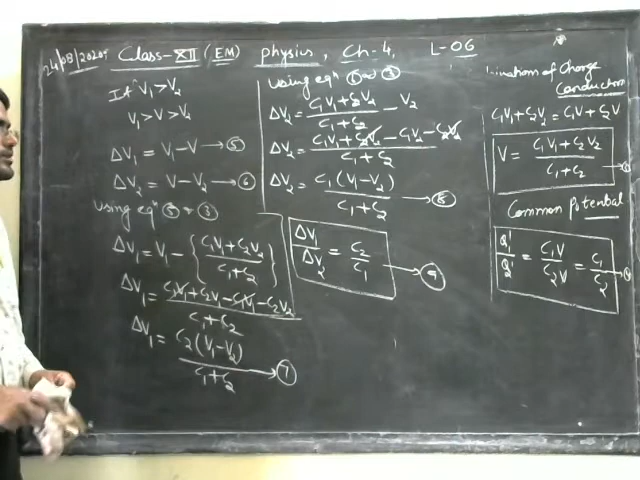 24/08/2020, Class-XII (EM) physics, Ch-4, L-06
If V₁>V₂
V₁>V>V₂
ΔV₁ = V₁-V → ⑤
ΔV₂ = V-V₂ → ⑥
using eqⁿ ⑤ & ③
ΔV₁ = V₁ - {(C₁V₁+C₂V₂)/(C₁+C₂)}
ΔV₁ = (C₁V₁+C₂V₁-C₁V₁-C₂V₂)/(C₁+C₂)
ΔV₁ = C₂(V₁-V₂)/(C₁+C₂) → ⑦
using eqⁿ ③
ΔV₂ = (C₁V₁+C₂V₂)/(C₁+C₂) - V₂
ΔV₂ = (C₁V₁+C₂V₂-C₁V₂-C₂V₂)/(C₁+C₂)
ΔV₂ = C₁(V₁-V₂)/(C₁+C₂) → ⑧
ΔV₁/ΔV₂ = C₂/C₁ → ⑨
of Charge
Conductor
C₁V₁+C₂V₂=C₁V+C₂V
V = (C₁V₁+C₂V₂)/(C₁+C₂)
Common Potential
Q₁'/Q₂' = C₁V/C₂V = C₁/C₂